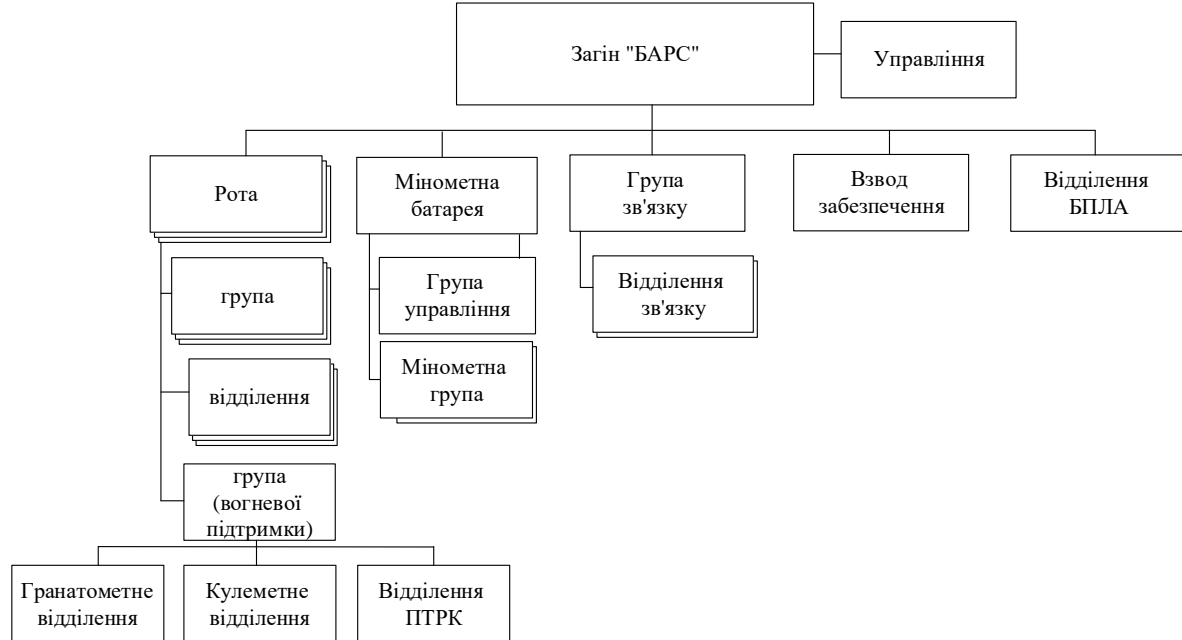 Загін "БАРС"
Управління
Рота
Мінометна
батарея
Група
зв'язку
Взвод
забезпечення
Відділення
БПЛА
група
Група
управління
Відділення
зв'язку
відділення
Мінометна
група
група
(вогневої
підтримки)
Гранатометне
відділення
Кулеметне
відділення
Відділення
ПТРК